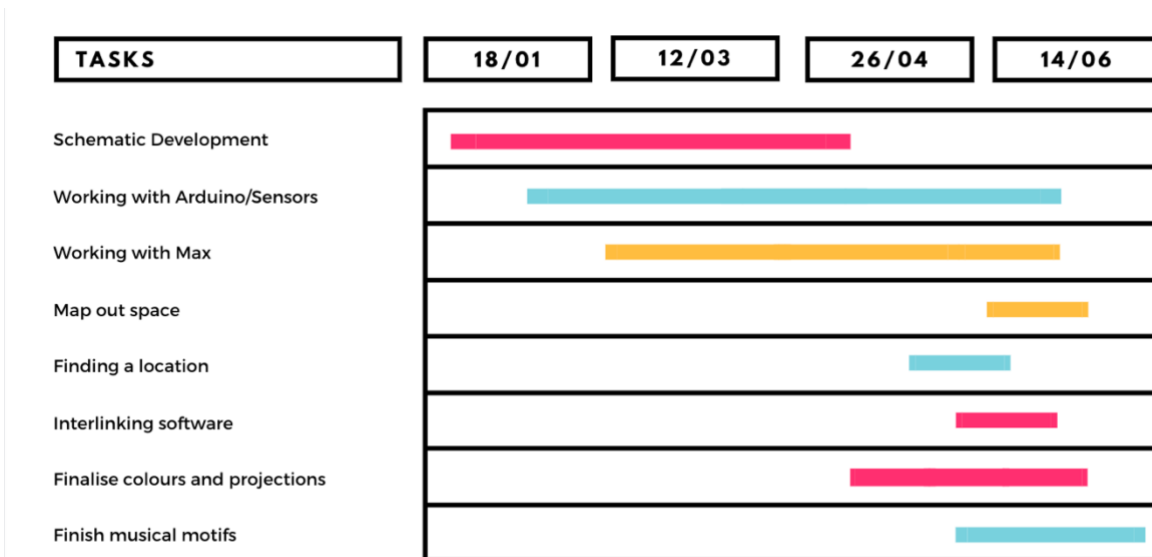 TASKS
18/01
12/03
26/04
14/06
Schematic Development
Working with Arduino/Sensors
Working with Max
Map out space
Finding a location
Interlinking software
Finalise colours and projections
Finish musical motifs